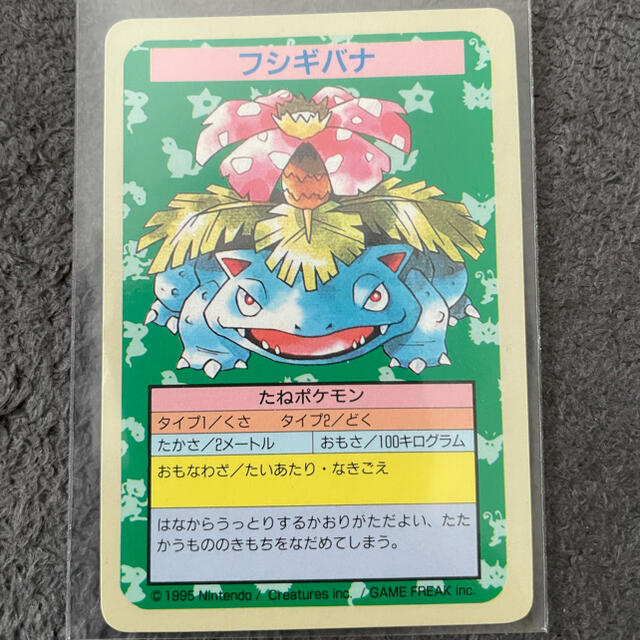 フシギバナ
たねポケモン
タイプ1/くさ　タイプ2/どく
たかさ/2メートル　おもさ/100キログラム
おもなわざ/たいあたり・なきごえ
はなからうっとりするかおりがただよい、たた
かうもののきもちをなだめてしまう。
© 1995 Nintendo / Creatures inc. / GAME FREAK inc.